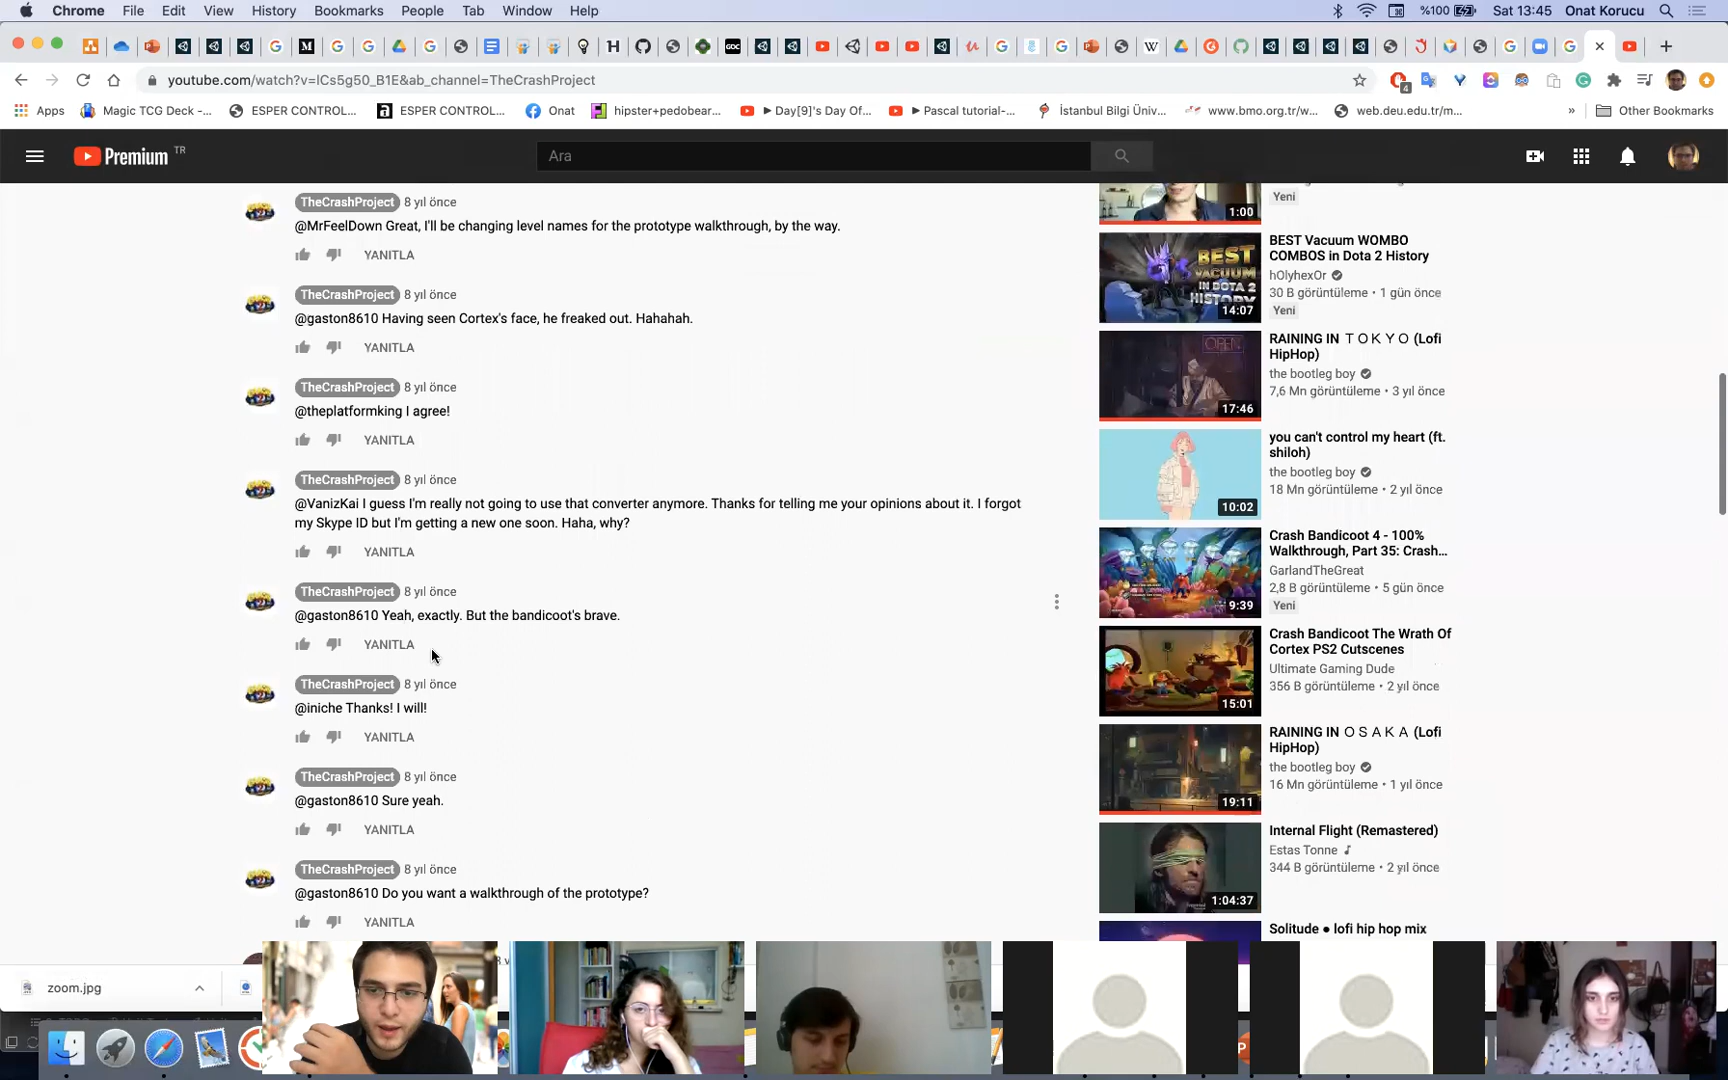 Chrome File Edit View History Bookmarks People Tab Window Help
%100 Sat 13:45 Onat Korucu
youtube.com/watch?v=lCs5g50_B1E&ab_channel=TheCrashProject
4
Apps Magic TCG Deck -... ESPER CONTROL... ESPER CONTROL... Onat hipster+pedobear... ► Day[9]'s Day Of... ► Pascal tutorial-... İstanbul Bilgi Üniv... www.bmo.org.tr/w... web.deu.edu.tr/m... » Other Bookmarks
Premium TR
Ara
TheCrashProject 8 yıl önce
@MrFeelDown Great, I'll be changing level names for the prototype walkthrough, by the way.
YANITLA
TheCrashProject 8 yıl önce
@gaston8610 Having seen Cortex's face, he freaked out. Hahahah.
YANITLA
TheCrashProject 8 yıl önce
@theplatformking I agree!
YANITLA
TheCrashProject 8 yıl önce
@VanizKai I guess I'm really not going to use that converter anymore. Thanks for telling me your opinions about it. I forgot
my Skype ID but I'm getting a new one soon. Haha, why?
YANITLA
TheCrashProject 8 yıl önce
@gaston8610 Yeah, exactly. But the bandicoot's brave.
YANITLA
TheCrashProject 8 yıl önce
@iniche Thanks! I will!
YANITLA
TheCrashProject 8 yıl önce
@gaston8610 Sure yeah.
YANITLA
TheCrashProject 8 yıl önce
@gaston8610 Do you want a walkthrough of the prototype?
YANITLA
1:00
Yeni
BEST
VACUUM
IN DOTA 2
HISTORY
14:07
BEST Vacuum WOMBO
COMBOS in Dota 2 History
hOlyhexOr
30 B görüntüleme • 1 gün önce
Yeni
OPEN
17:46
RAINING IN ＴＯＫＹＯ (Lofi
HipHop)
the bootleg boy
7,6 Mn görüntüleme • 3 yıl önce
10:02
you can't control my heart (ft.
shiloh)
the bootleg boy
18 Mn görüntüleme • 2 yıl önce
9:39
Crash Bandicoot 4 - 100%
Walkthrough, Part 35: Crash...
GarlandTheGreat
2,8 B görüntüleme • 5 gün önce
Yeni
15:01
Crash Bandicoot The Wrath Of
Cortex PS2 Cutscenes
Ultimate Gaming Dude
356 B görüntüleme • 2 yıl önce
19:11
RAINING IN ＯＳＡＫＡ (Lofi
HipHop)
the bootleg boy
16 Mn görüntüleme • 1 yıl önce
1:04:37
Internal Flight (Remastered)
Estas Tonne
344 B görüntüleme • 2 yıl önce
Solitude ● lofi hip hop mix
zoom.jpg